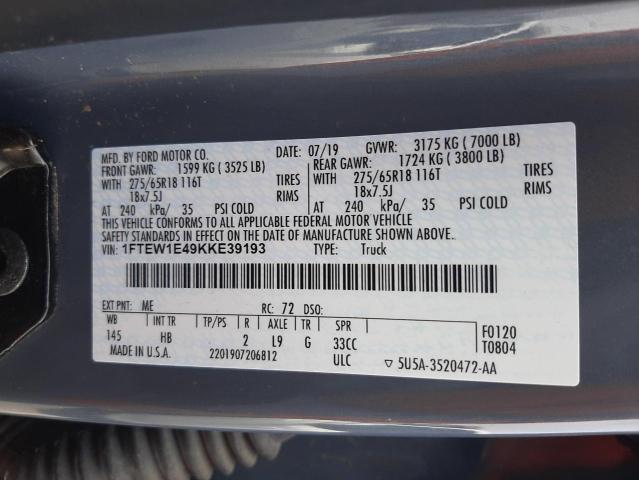 MFD. BY FORD MOTOR CO. 07/19 GVWR: 3175 KG ( 7000 LB)
FRONT GAWR: 1599 KG ( 3525 LB) REAR GAWR: 1724 KG ( 3800 LB)
WITH 275/65R18 116T TIRES WITH 275/65R18 116T TIRES
18x7.5J RIMS 18x7.5J RIMS
AT 240 kPa/ 35 PSI COLD AT 240 kPa/ 35 PSI COLD
THIS VEHICLE CONFORMS TO ALL APPLICABLE FEDERAL MOTOR VEHICLE
SAFETY STANDARDS IN EFFECT ON THE DATE OF MANUFACTURE SHOWN ABOVE.
VIN: 1FTEW1E49KKE39193 TYPE: Truck
EXT PNT: ME RC: 72 DSO:
WB INT TR TP/PS R AXLE TR SPR F0120
145 HB 2 L9 G 33CC T0804
MADE IN U.S.A. 2201907206812 ULC ▽ 5U5A-3520472-AA